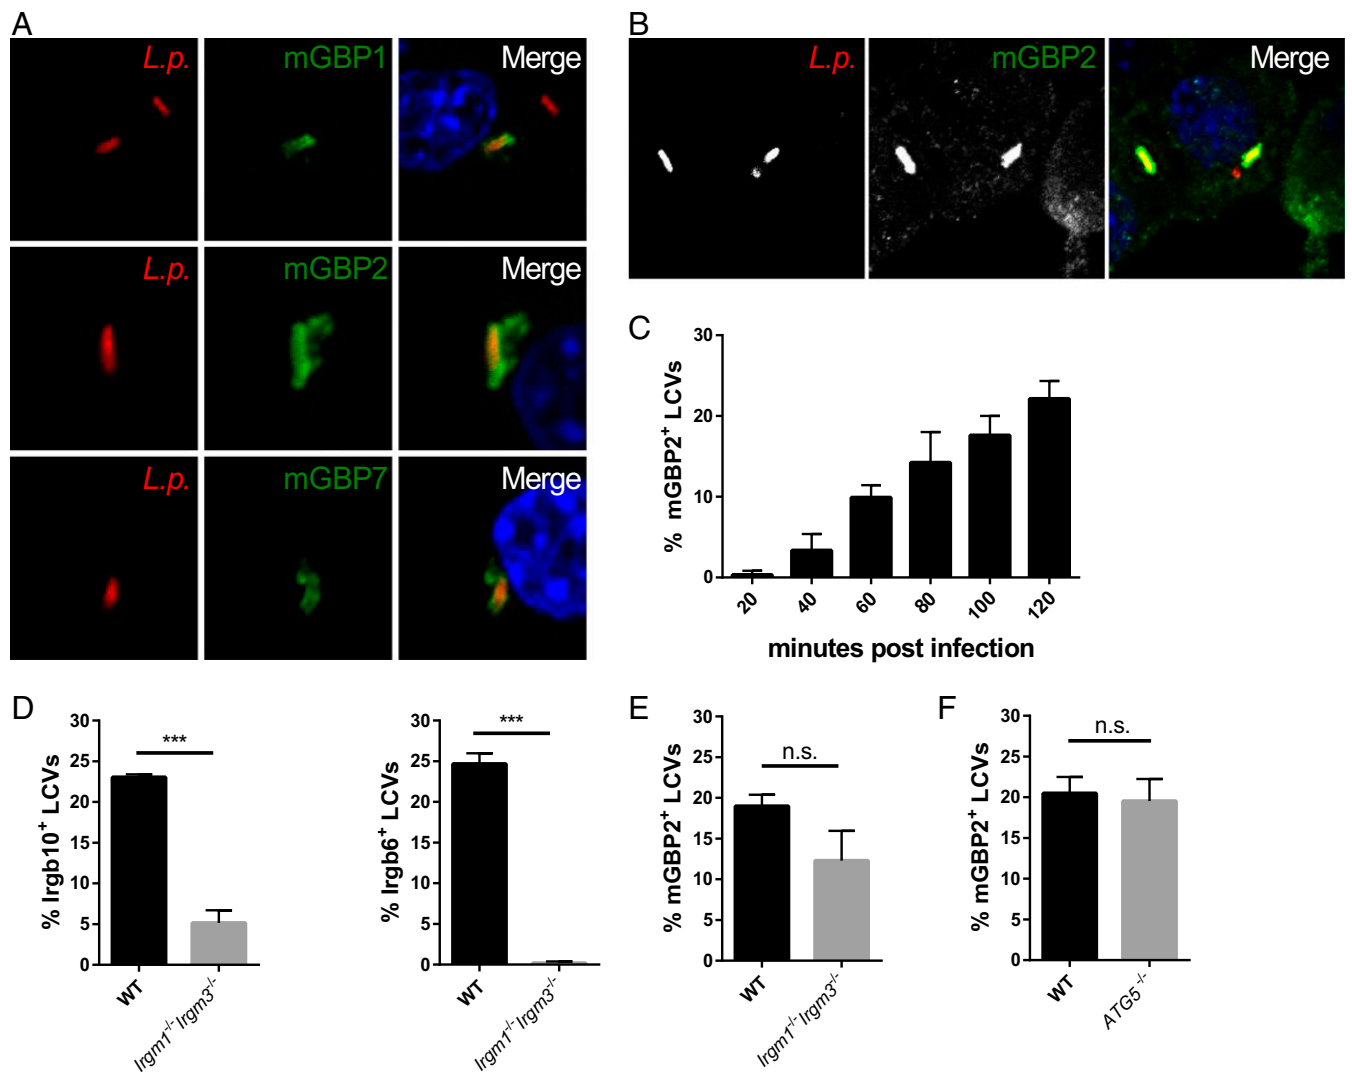 A
L.p. mGBP1 Merge
L.p. mGBP2 Merge
L.p. mGBP7 Merge
B
L.p. mGBP2 Merge
C
% mGBP2⁺ LCVs
30
20
10
0
20 40 60 80 100 120
minutes post infection
D
% Irgb10⁺ LCVs
30
25
20
15
10
5
0
***
WT Irgm1⁻/⁻Irgm3⁻/⁻
% Irgb6⁺ LCVs
30
25
20
15
10
5
0
***
WT Irgm1⁻/⁻Irgm3⁻/⁻
E
% mGBP2⁺ LCVs
30
25
20
15
10
5
0
n.s.
WT Irgm1⁻/⁻Irgm3⁻/⁻
F
% mGBP2⁺ LCVs
30
25
20
15
10
5
0
n.s.
WT ATG5⁻/⁻